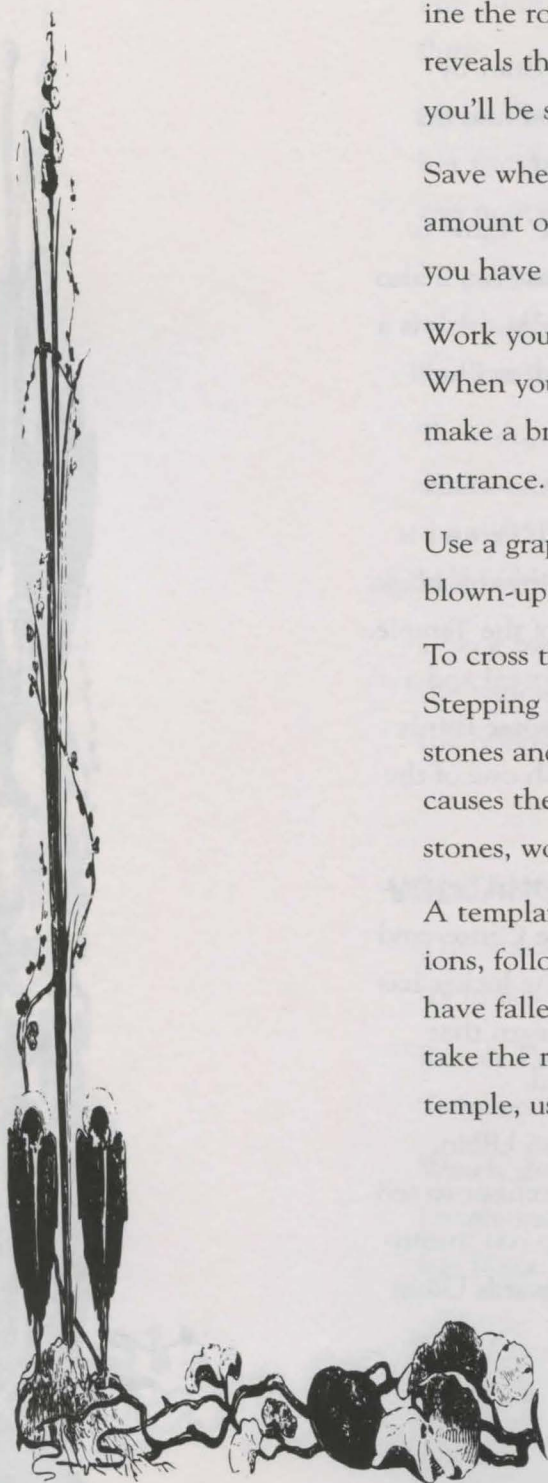 ine the ro
reveals th
you'll be s
Save whe
amount o
you have
Work you
When you
make a br
entrance.
Use a grap
blown-up
To cross t
Stepping
stones and
causes the
stones, wo
A templa
ions, follo
have falle
take the r
temple, us